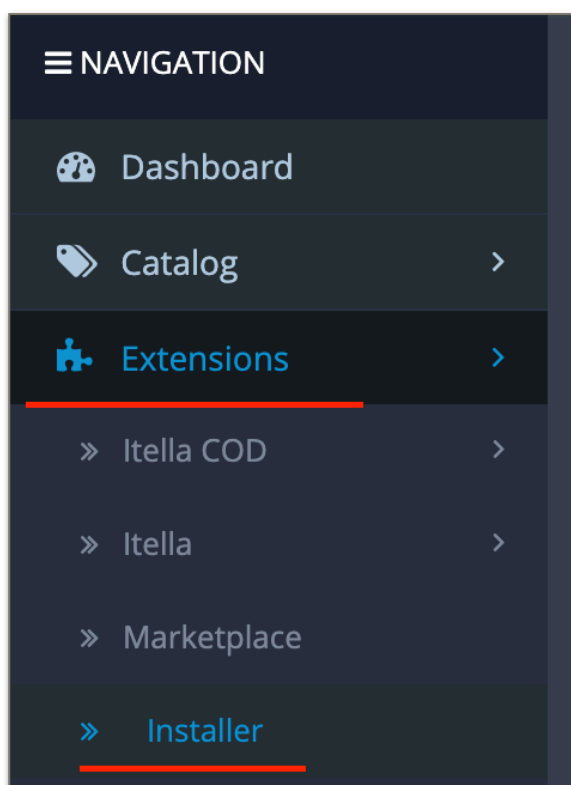 NAVIGATION
Dashboard
Catalog
Extensions
Itella COD
Itella
Marketplace
Installer